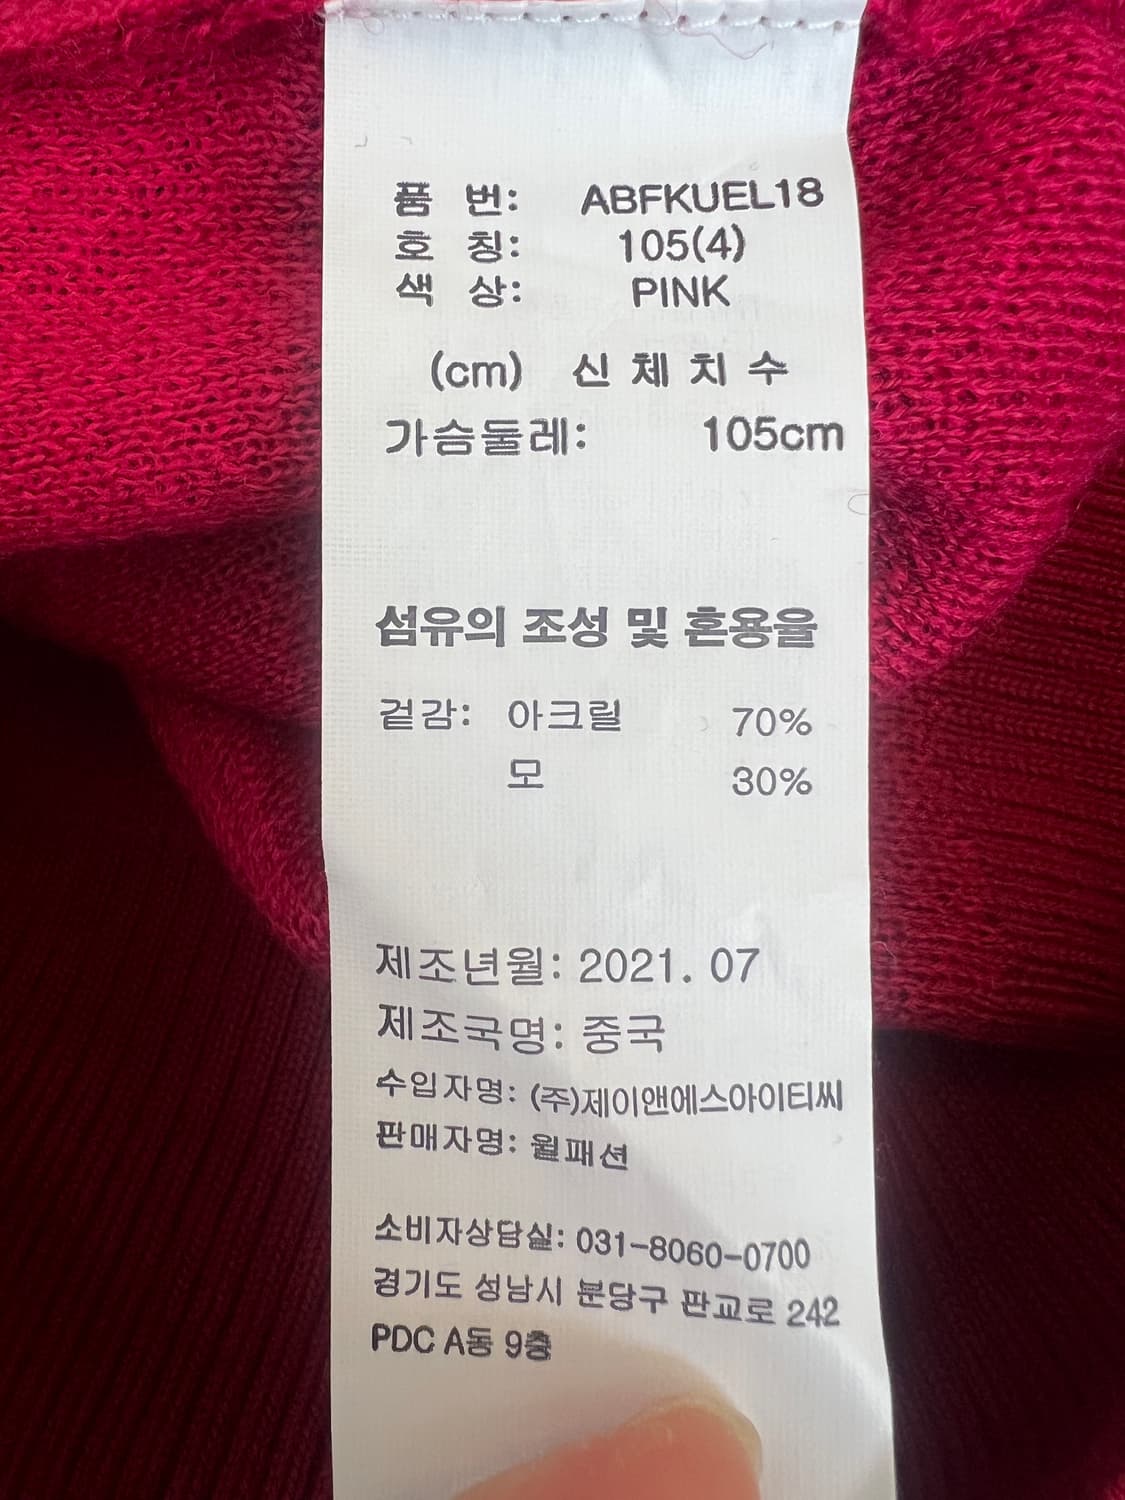 품 번: ABFKUEL18
호 칭: 105(4)
색 상: PINK
(cm) 신체치수
가슴둘레: 105cm
섬유의 조성 및 혼용율
겉감: 아크릴 70%
모 30%
제조년월: 2021. 07
제조국명: 중국
수입자명: (주)제이앤에스아이티씨
판매자명: 월패션
소비자상담실: 031-8060-0700
경기도 성남시 분당구 판교로 242
PDC A동 9층